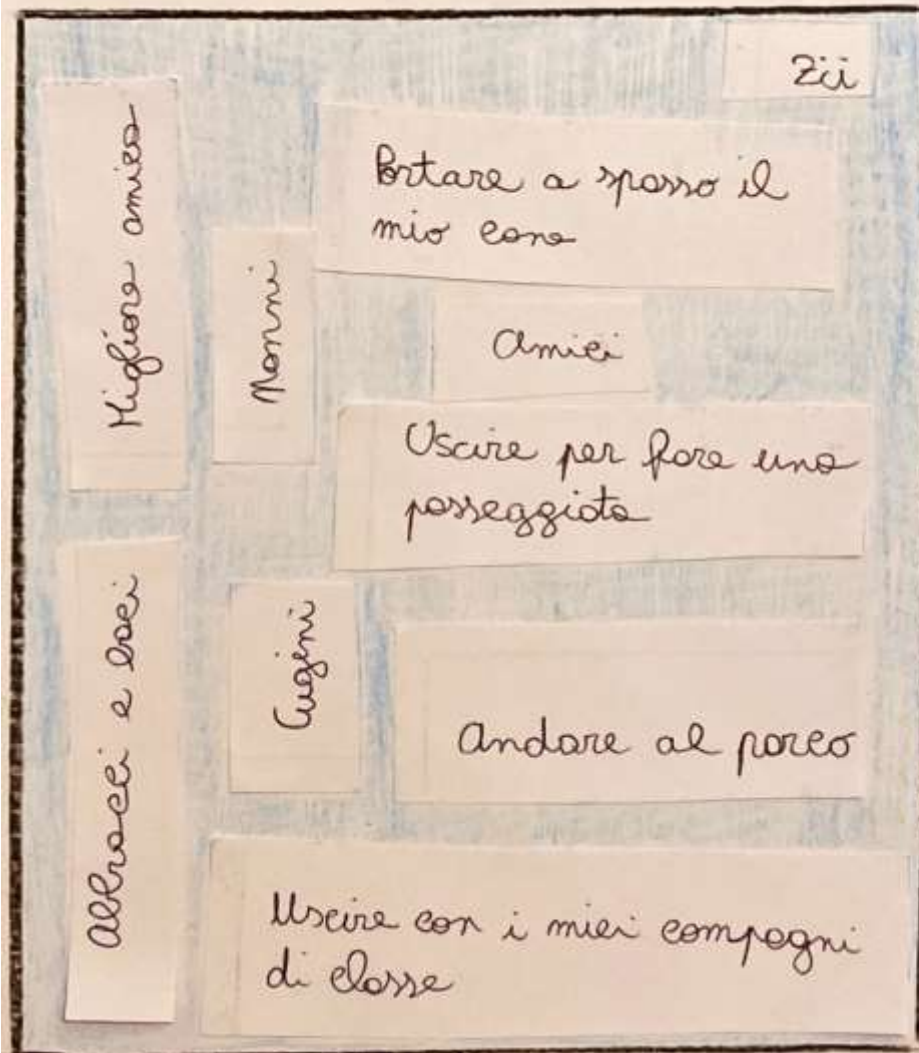 Zii
Migliore amica
Portare a spasso il
mio cane
Nonni
Amici
Uscire per fare una
passeggiata
Abbracci e baci
Cugini
Andare al parco
Uscire con i miei compagni
di classe